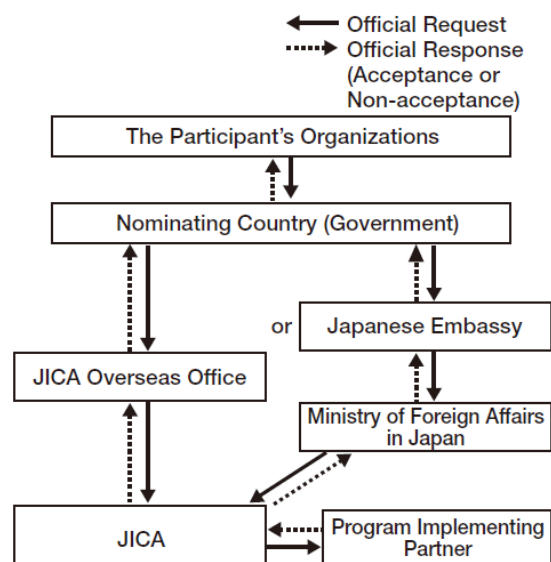 Official Request
Official Response
(Acceptance or
Non-acceptance)
The Participant's Organizations
Nominating Country (Government)
or
Japanese Embassy
JICA Overseas Office
Ministry of Foreign Affairs
in Japan
JICA
Program Implementing
Partner